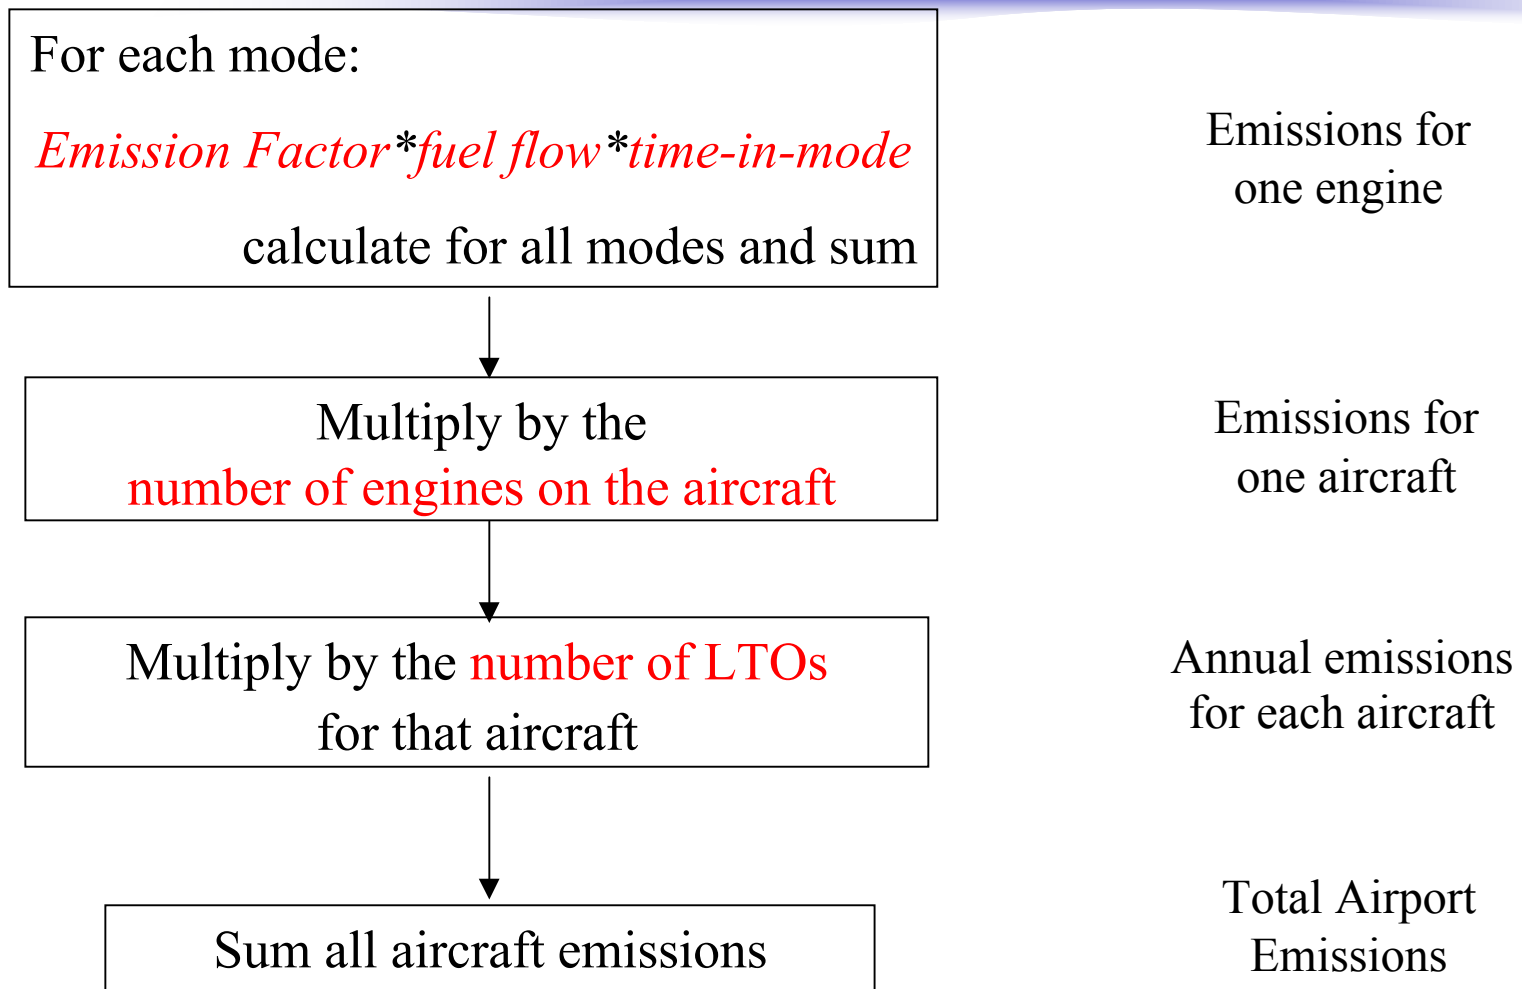 For each mode:
Emission Factor*fuel flow*time-in-mode
calculate for all modes and sum
Emissions for
one engine
Multiply by the
number of engines on the aircraft
Emissions for
one aircraft
Multiply by the number of LTOs
for that aircraft
Annual emissions
for each aircraft
Sum all aircraft emissions
Total Airport
Emissions